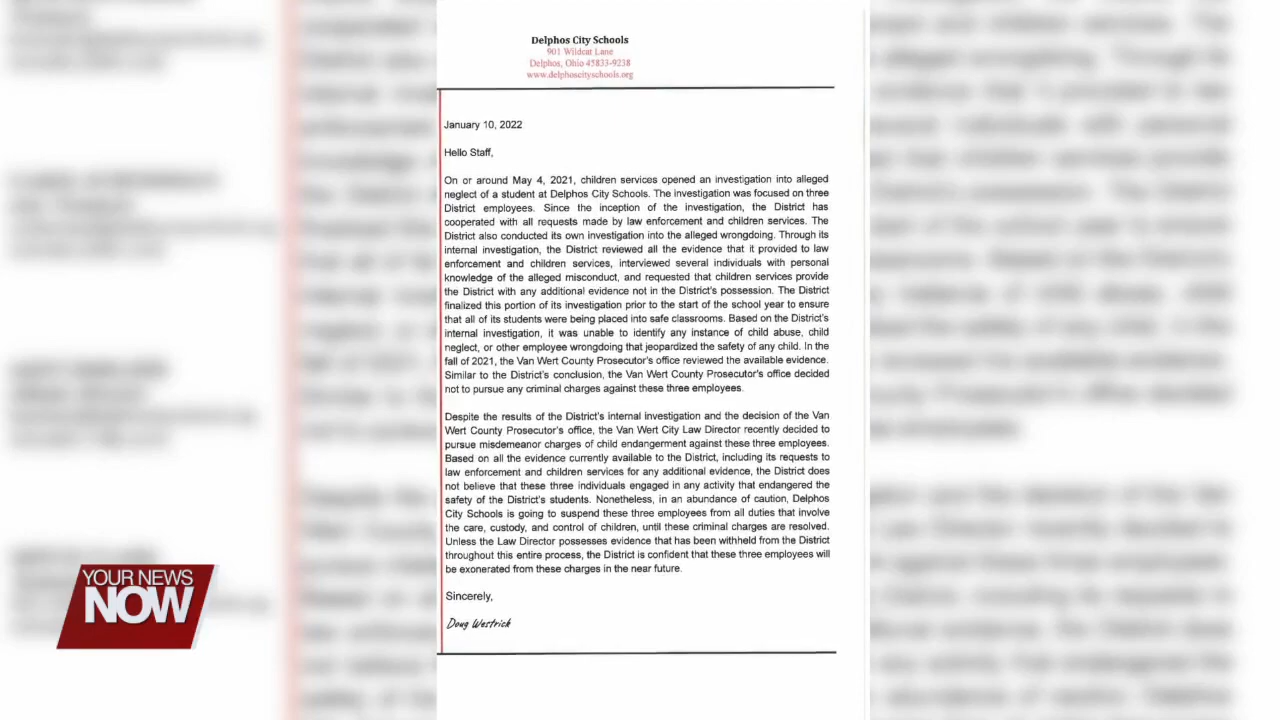 Delphos City Schools
901 Wildcat Lane
Delphos, Ohio 45833-9238
www.delphoscityschools.org
January 10, 2022
Hello Staff,
On or around May 4, 2021, children services opened an investigation into alleged
neglect of a student at Delphos City Schools. The investigation was focused on three
District employees. Since the inception of the investigation, the District has
cooperated with all requests made by law enforcement and children services. The
District also conducted its own investigation into the alleged wrongdoing. Through its
internal investigation, the District reviewed all the evidence that it provided to law
enforcement and children services, interviewed several individuals with personal
knowledge of the alleged misconduct, and requested that children services provide
the District with any additional evidence not in the District's possession. The District
finalized this portion of its investigation prior to the start of the school year to ensure
that all of its students were being placed into safe classrooms. Based on the District's
internal investigation, it was unable to identify any instance of child abuse, child
neglect, or other employee wrongdoing that jeopardized the safety of any child. In the
fall of 2021, the Van Wert County Prosecutor's office reviewed the available evidence.
Similar to the District's conclusion, the Van Wert County Prosecutor's office decided
not to pursue any criminal charges against these three employees.
Despite the results of the District's internal investigation and the decision of the Van
Wert County Prosecutor's office, the Van Wert City Law Director recently decided to
pursue misdemeanor charges of child endangerment against these three employees.
Based on all the evidence currently available to the District, including its requests to
law enforcement and children services for any additional evidence, the District does
not believe that these three individuals engaged in any activity that endangered the
safety of the District's students. Nonetheless, in an abundance of caution, Delphos
City Schools is going to suspend these three employees from all duties that involve
the care, custody, and control of children, until these criminal charges are resolved.
Unless the Law Director possesses evidence that has been withheld from the District
throughout this entire process, the District is confident that these three employees will
be exonerated from these charges in the near future.
Sincerely,
Doug Westrick
YOUR NEWS
NOW